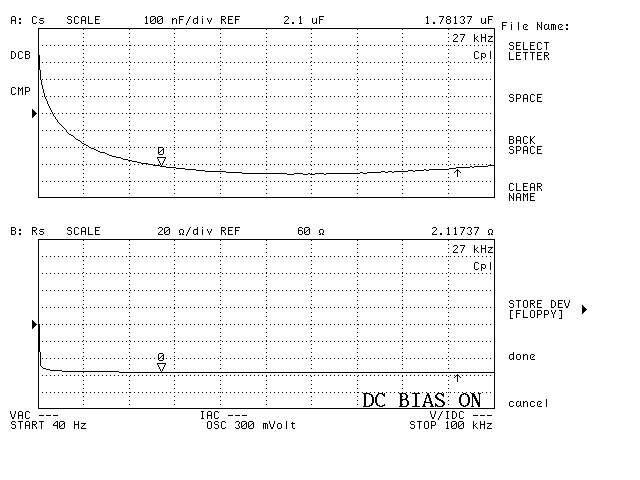 A: Cs SCALE 100 nF/div REF 2.1 uF 1.78137 uF
File Name:
27 kHz
SELECT
LETTER
DCB
Cpl
CMP
SPACE
0
BACK
SPACE
CLEAR
NAME
B: Rs SCALE 20 Ω/div REF 60 Ω 2.11737 Ω
27 kHz
Cpl
STORE DEV
[FLOPPY]
0
done
DC BIAS ON
cancel
VAC --- IAC --- V/IDC ---
START 40 Hz OSC 300 mVolt STOP 100 kHz